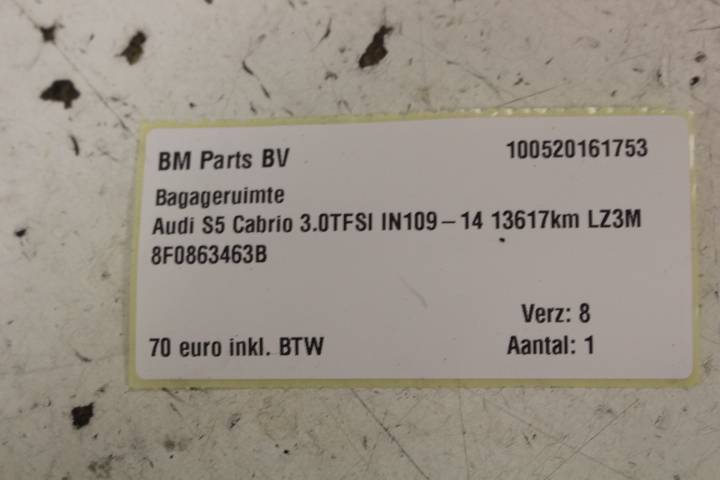 BM Parts BV 100520161753
Bagageruimte
Audi S5 Cabrio 3.0TFSI IN109-14 13617km LZ3M
8F0863463B
Verz: 8
70 euro inkl. BTW Aantal: 1